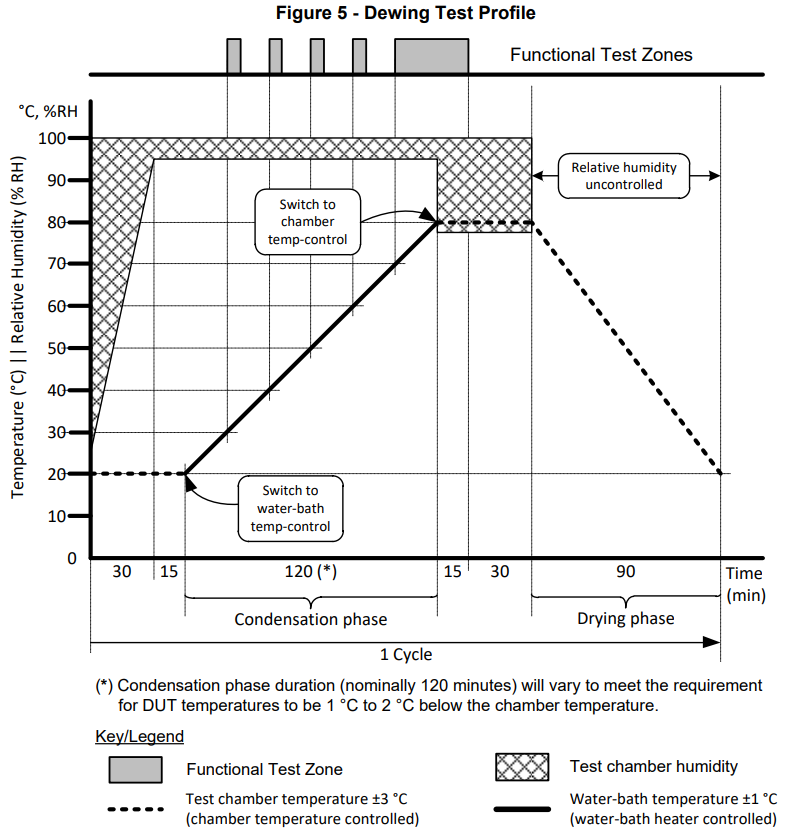 Figure 5 - Dewing Test Profile
Functional Test Zones
°C, %RH
Temperature (°C) || Relative Humidity (% RH)
100
90
80
70
60
50
40
30
20
10
0
Relative humidity
uncontrolled
Switch to
chamber
temp-control
Switch to
water-bath
temp-control
30
15
120 (*)
15
30
90
Time
(min)
Condensation phase
Drying phase
1 Cycle
(*) Condensation phase duration (nominally 120 minutes) will vary to meet the requirement
for DUT temperatures to be 1 °C to 2 °C below the chamber temperature.
Key/Legend
Functional Test Zone
Test chamber humidity
Test chamber temperature ±3 °C
(chamber temperature controlled)
Water-bath temperature ±1 °C
(water-bath heater controlled)